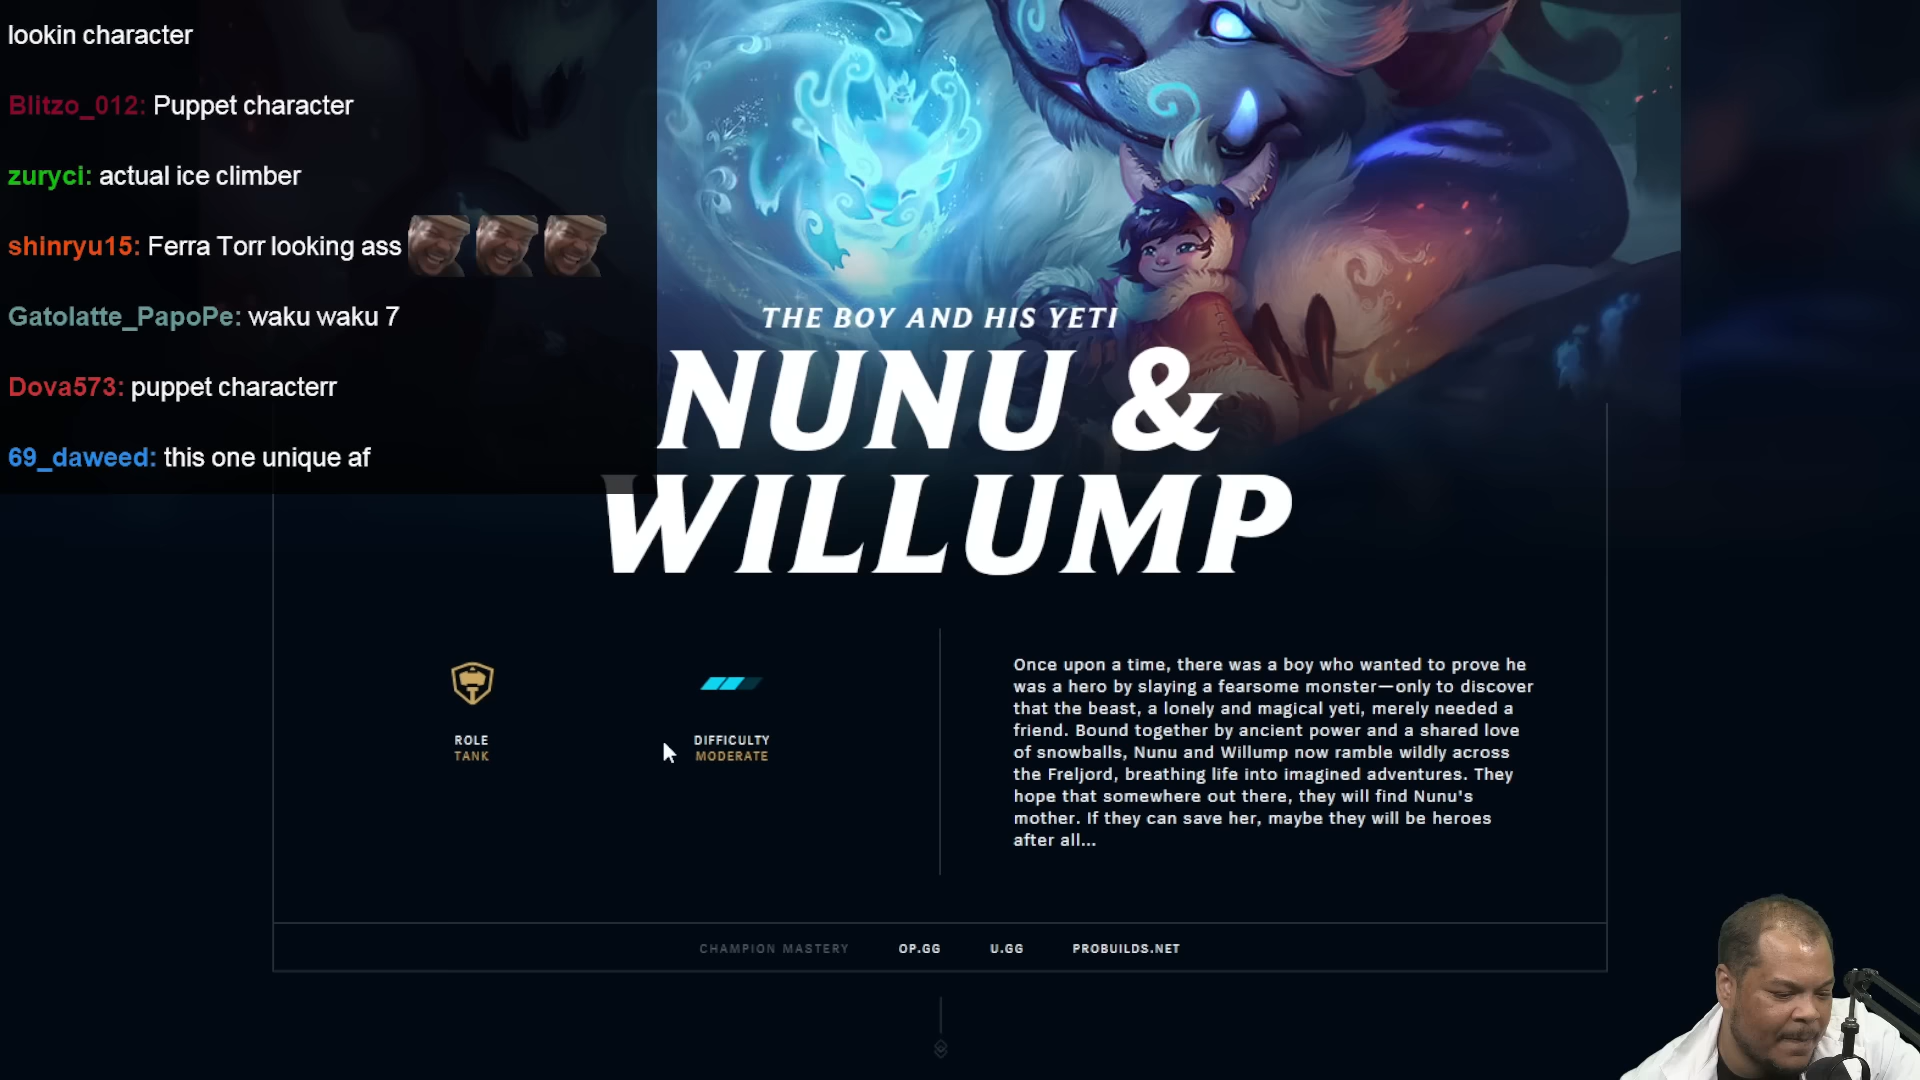 lookin character
Blitzo_012: Puppet character
zuryci: actual ice climber
shinryu15: Ferra Torr looking ass
Gatolatte_PapoPe: waku waku 7
Dova573: puppet characterr
69_daweed: this one unique af
THE BOY AND HIS YETI
NUNU &
WILLUMP
ROLE
TANK
DIFFICULTY
MODERATE
Once upon a time, there was a boy who wanted to prove he
was a hero by slaying a fearsome monster—only to discover
that the beast, a lonely and magical yeti, merely needed a
friend. Bound together by ancient power and a shared love
of snowballs, Nunu and Willump now ramble wildly across
the Freljord, breathing life into imagined adventures. They
hope that somewhere out there, they will find Nunu's
mother. If they can save her, maybe they will be heroes
after all...
CHAMPION MASTERY
OP.GG
U.GG
PROBUILDS.NET